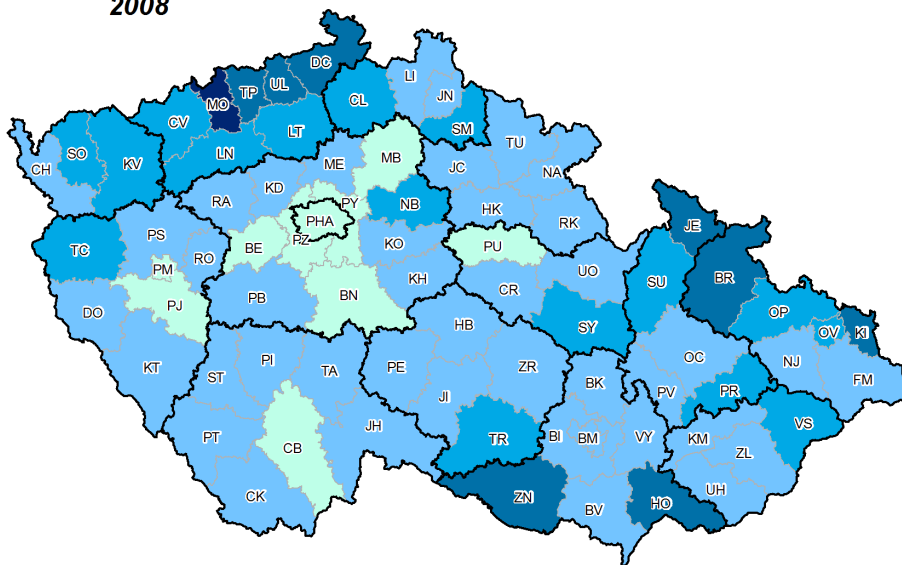 2008
DC
LI
MO
TP
UL
JN
CL
CV
SM
LT
TU
SO
LN
MB
CH
KV
ME
JC
NA
KD
RA
PY
NB
HK
PHA
RK
JE
PS
BE
PZ
KO
PU
TC
RO
UO
BR
PM
KH
SU
PJ
PB
BN
CR
OP
DO
HB
SY
OV
KI
KT
PI
ST
TA
PE
ZR
OC
NJ
BK
FM
JI
PV
PR
JH
VS
PT
CB
TR
BI
BM
VY
KM
ZL
CK
ZN
UH
HO
BV